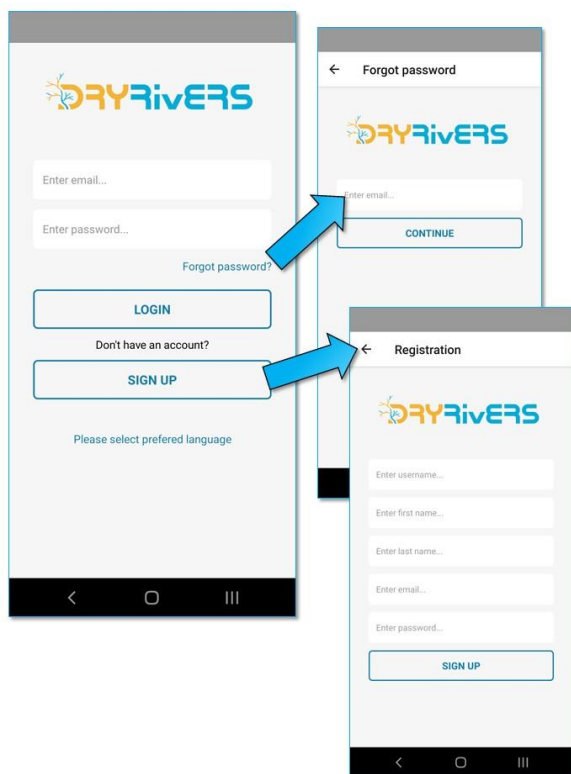 DRYRivERS
Enter email...
Enter password...
Forgot password?
LOGIN
Don't have an account?
SIGN UP
Please select prefered language
Forgot password
DRYRivERS
Enter email...
CONTINUE
Registration
DRYRivERS
Enter username...
Enter first name...
Enter last name...
Enter email...
Enter password...
SIGN UP